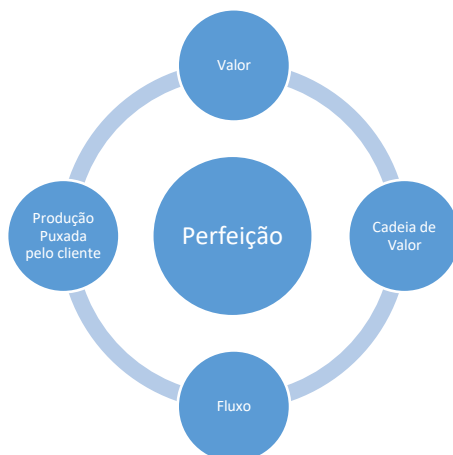 Valor
Produção
Puxada
pelo cliente
Perfeição
Cadeia de
Valor
Fluxo